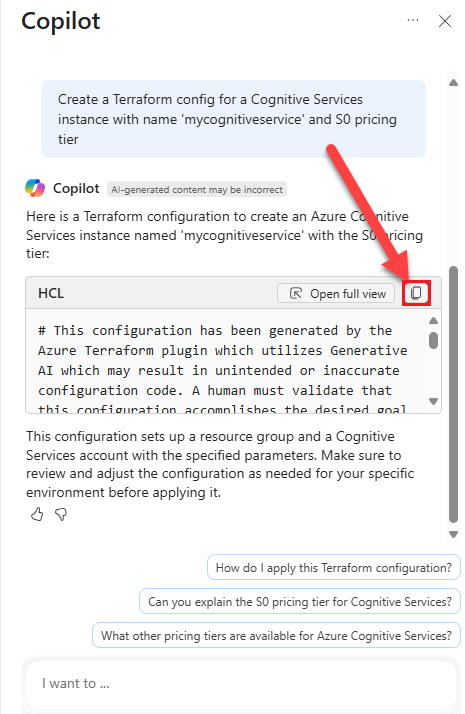 Copilot
Create a Terraform config for a Cognitive Services
instance with name 'mycognitiveservice' and S0 pricing
tier
Copilot AI-generated content may be incorrect
Here is a Terraform configuration to create an Azure Cognitive
Services instance named 'mycognitiveservice' with the S0 pricing
tier:
HCL Open full view
# This configuration has been generated by the
Azure Terraform plugin which utilizes Generative
AI which may result in unintended or inaccurate
configuration code. A human must validate that
this configuration accomplishes the desired goal
This configuration sets up a resource group and a Cognitive
Services account with the specified parameters. Make sure to
review and adjust the configuration as needed for your specific
environment before applying it.
How do I apply this Terraform configuration?
Can you explain the S0 pricing tier for Cognitive Services?
What other pricing tiers are available for Azure Cognitive Services?
I want to ...